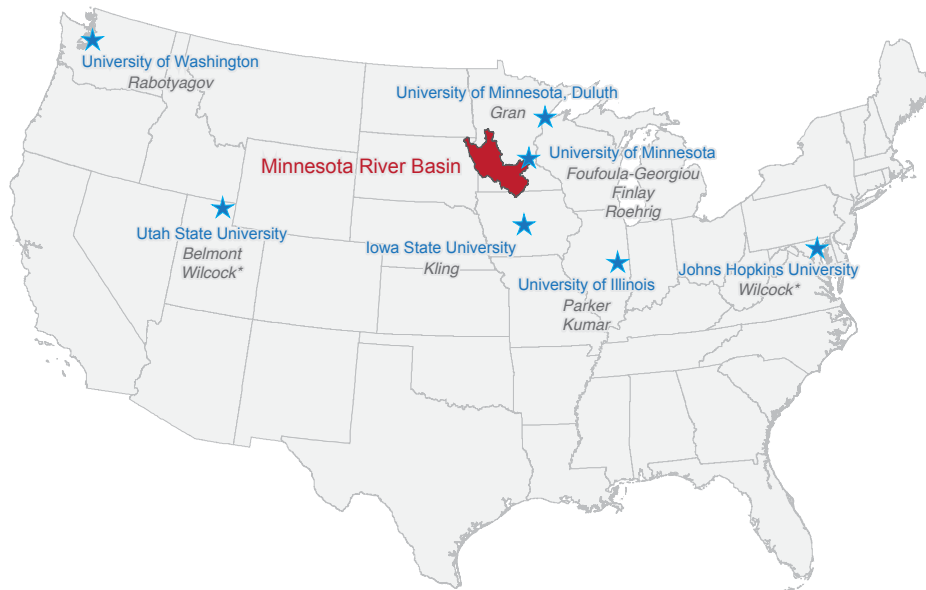 University of Washington
Rabotyagov
University of Minnesota, Duluth
Gran
Minnesota River Basin
University of Minnesota
Foufoula-Georgiou
Finlay
Roehrig
Utah State University
Belmont
Wilcock*
Iowa State University
Kling
University of Illinois
Parker
Kumar
Johns Hopkins University
Wilcock*